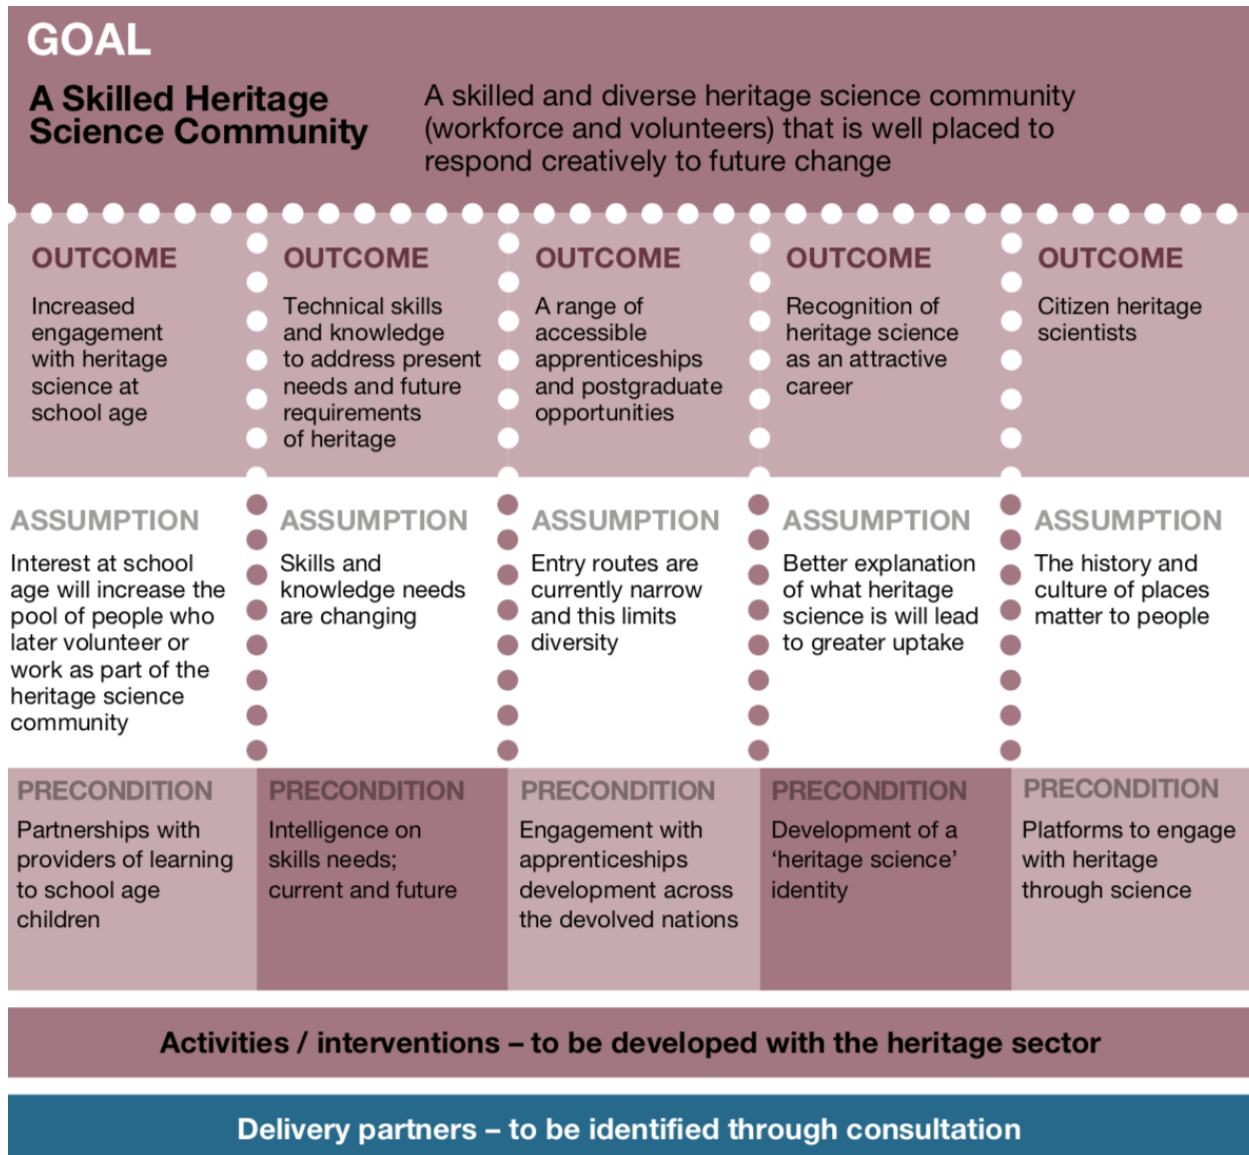 GOAL
A Skilled Heritage
Science Community
A skilled and diverse heritage science community
(workforce and volunteers) that is well placed to
respond creatively to future change
OUTCOME
Increased
engagement
with heritage
science at
school age
OUTCOME
Technical skills
and knowledge
to address present
needs and future
requirements
of heritage
OUTCOME
A range of
accessible
apprenticeships
and postgraduate
opportunities
OUTCOME
Recognition of
heritage science
as an attractive
career
OUTCOME
Citizen heritage
scientists
ASSUMPTION
Interest at school
age will increase the
pool of people who
later volunteer or
work as part of the
heritage science
community
ASSUMPTION
Skills and
knowledge needs
are changing
ASSUMPTION
Entry routes are
currently narrow
and this limits
diversity
ASSUMPTION
Better explanation
of what heritage
science is will lead
to greater uptake
ASSUMPTION
The history and
culture of places
matter to people
PRECONDITION
Partnerships with
providers of learning
to school age
children
PRECONDITION
Intelligence on
skills needs;
current and future
PRECONDITION
Engagement with
apprenticeships
development across
the devolved nations
PRECONDITION
Development of a
‘heritage science’
identity
PRECONDITION
Platforms to engage
with heritage
through science
Activities / interventions – to be developed with the heritage sector
Delivery partners – to be identified through consultation